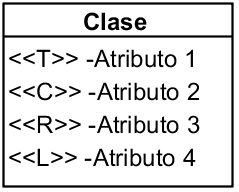 Clase
<<T>> -Atributo 1
<<C>> -Atributo 2
<<R>> -Atributo 3
<<L>> -Atributo 4